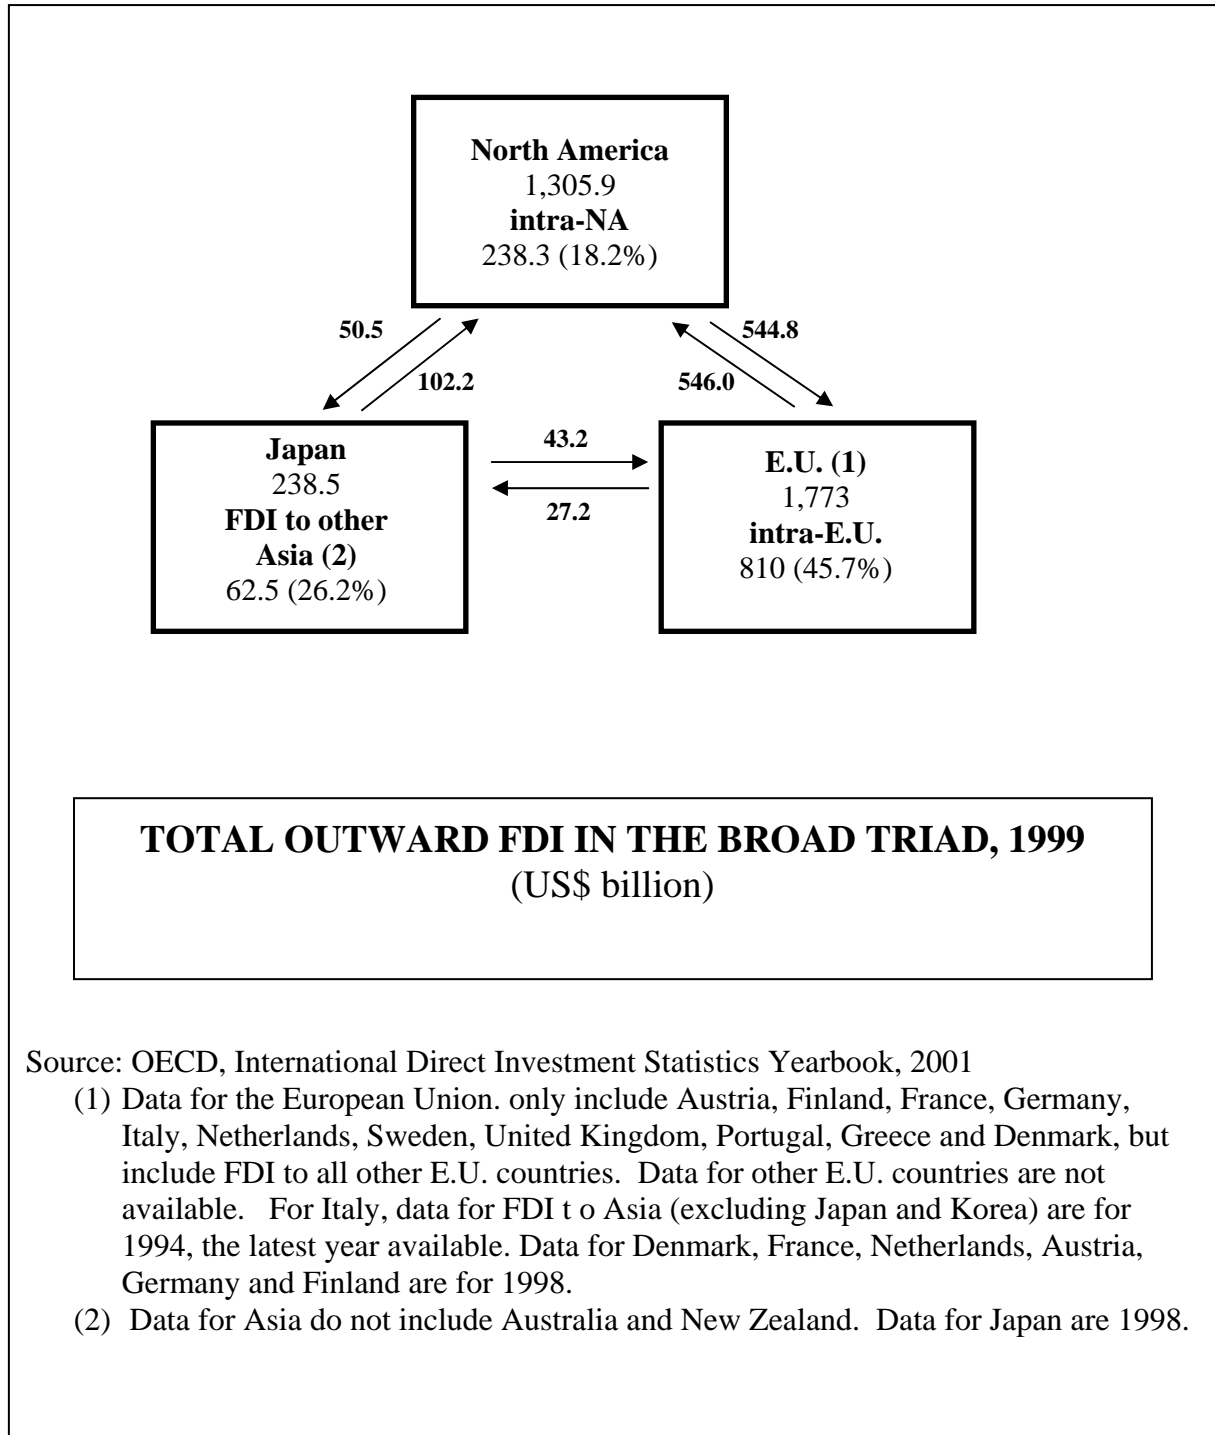 North America
1,305.9
intra-NA
238.3 (18.2%)
50.5
544.8
102.2
546.0
Japan
238.5
FDI to other
Asia (2)
62.5 (26.2%)
43.2
27.2
E.U. (1)
1,773
intra-E.U.
810 (45.7%)
TOTAL OUTWARD FDI IN THE BROAD TRIAD, 1999
(US$ billion)
Source: OECD, International Direct Investment Statistics Yearbook, 2001
(1) Data for the European Union. only include Austria, Finland, France, Germany,
Italy, Netherlands, Sweden, United Kingdom, Portugal, Greece and Denmark, but
include FDI to all other E.U. countries.  Data for other E.U. countries are not
available.   For Italy, data for FDI t o Asia (excluding Japan and Korea) are for
1994, the latest year available. Data for Denmark, France, Netherlands, Austria,
Germany and Finland are for 1998.
(2)  Data for Asia do not include Australia and New Zealand.  Data for Japan are 1998.